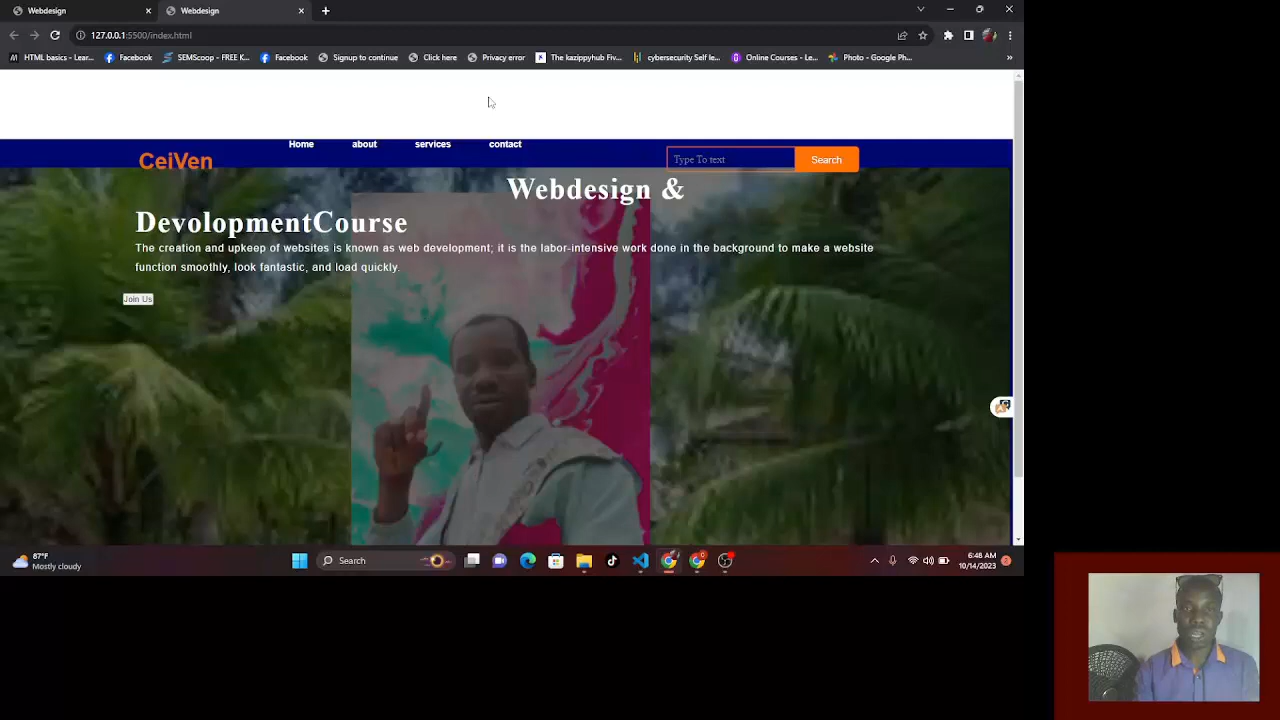 Webdesign
Webdesign
127.0.0.1:5500/index.html
HTML basics - Lear...
Facebook
SEMScoop - FREE K...
Facebook
Signup to continue
Click here
Privacy error
The kazippyhub Fiv...
cybersecurity Self le...
Online Courses - Le...
Photo - Google Ph...
CeiVen
Home about services contact
Type To text
Search
Webdesign &
DevolopmentCourse
The creation and upkeep of websites is known as web development; it is the labor-intensive work done in the background to make a website
function smoothly, look fantastic, and load quickly.
Join Us
87°F
Mostly cloudy
Search
6:48 AM
10/14/2023
2